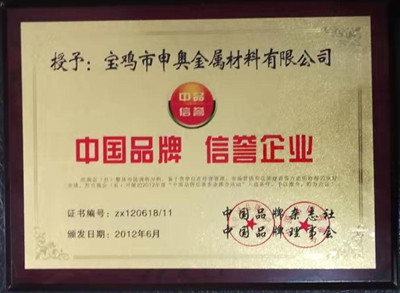 授予：宝鸡市申奥金属材料有限公司
中品
信誉
中国品牌 信誉企业
证书编号：zx120618/11
颁发日期：2012年6月
中国品牌杂志社
中国品牌理事会